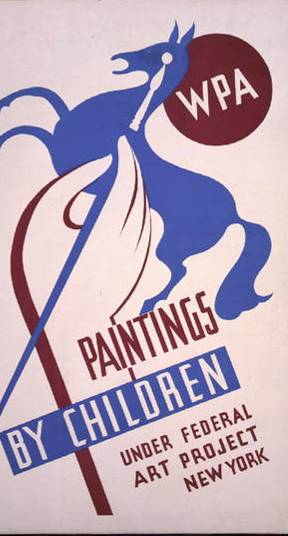 WPA
PAINTINGS
BY CHILDREN
UNDER FEDERAL
ART PROJECT
NEW YORK